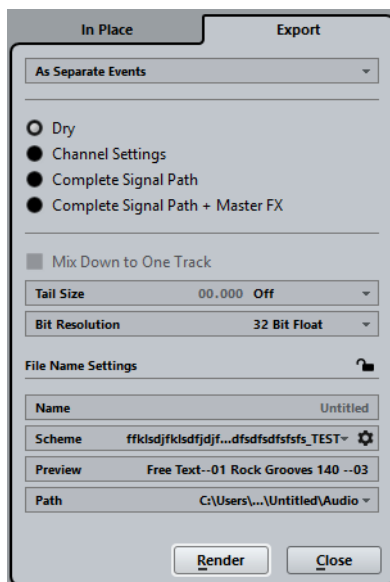 In Place Export
As Separate Events
Dry
Channel Settings
Complete Signal Path
Complete Signal Path + Master FX
Mix Down to One Track
Tail Size 00.000 Off
Bit Resolution 32 Bit Float
File Name Settings
Name Untitled
Scheme ffklsdjfklsdfjdjf...dfsdfsdfsfsfs_TEST
Preview Free Text--01 Rock Grooves 140 --03
Path C:\Users\...\Untitled\Audio
Render Close